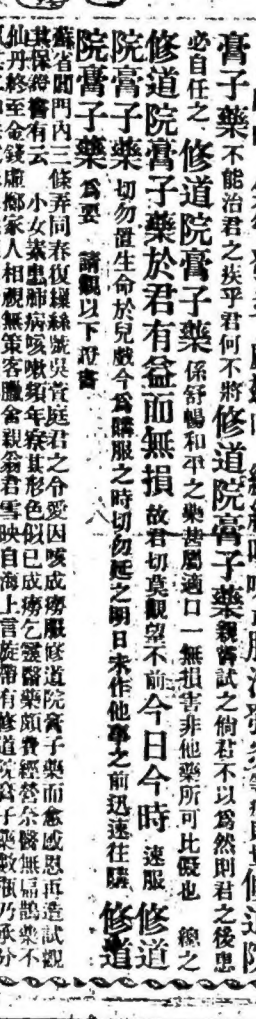 膏子藥不能治君之疾乎君何不將修道院膏子藥親嘗試之倘君不以爲然則君之後患
必自任之 修道院膏子藥係舒暢和平之藥甚屬適口一無損害非他藥所可比儗也 總之
修道院膏子藥於君有益而無損故君切莫觀望不前今日今時速服修道
院膏子藥切勿置生命於兒戲今爲購服之時切勿延之明日未作他事之前迅速往購修道
院膏子藥爲要 請觀以下證書
蘇省閶門內三條弄同春復綫絲號吳萱庭君之令愛因咳成癆服修道院膏子藥而愈感恩再造試觀
其保證書有云 小女素患肺病咳嗽頻年察其形色似已成癆乞靈醫藥頗費經營奈醫無扁鵲藥不
仙丹終至金錢虛擲家人相視無策客臘舍親翁君雪映自海上言旋帶有修道院膏子藥數瓶乃承分